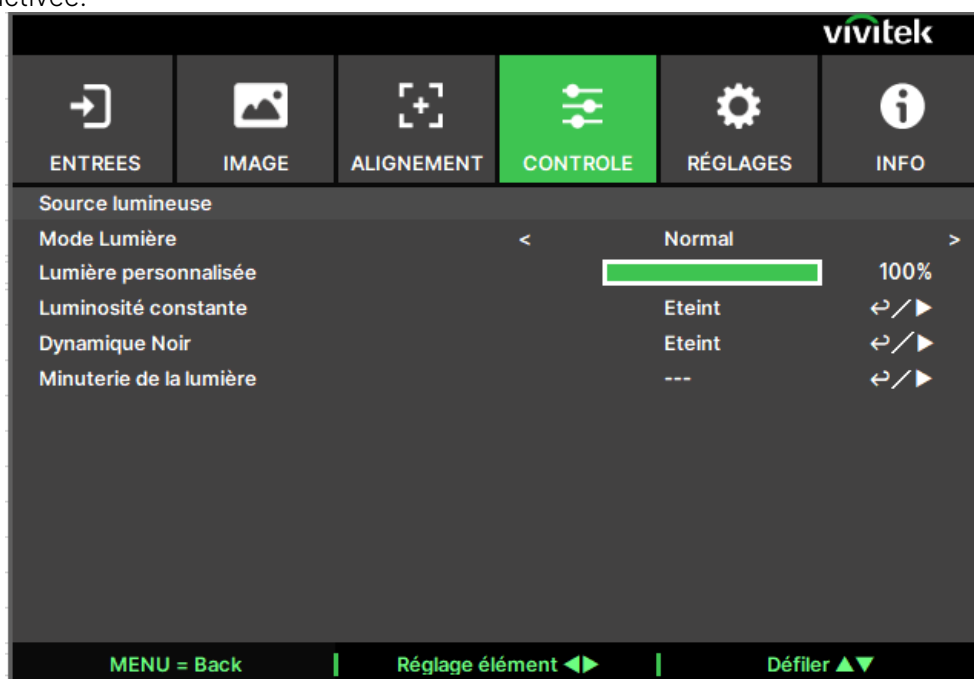 vivitek
ENTREES IMAGE ALIGNEMENT CONTROLE RÉGLAGES INFO
Source lumineuse
Mode Lumière < Normal >
Lumière personnalisée 100%
Luminosité constante Eteint ↵/▶
Dynamique Noir Eteint ↵/▶
Minuterie de la lumière --- ↵/▶
MENU = Back | Réglage élément ◀▶ | Défiler ▲▼